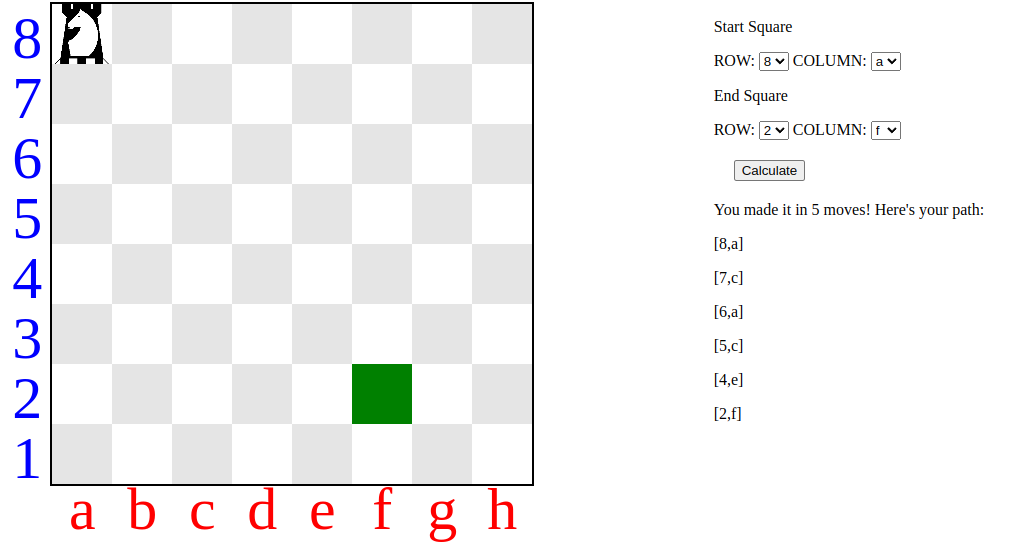 8
7
6
5
4
3
2
1
a b c d e f g h
Start Square
ROW: 8 COLUMN: a
End Square
ROW: 2 COLUMN: f
Calculate
You made it in 5 moves! Here's your path:
[8,a]
[7,c]
[6,a]
[5,c]
[4,e]
[2,f]